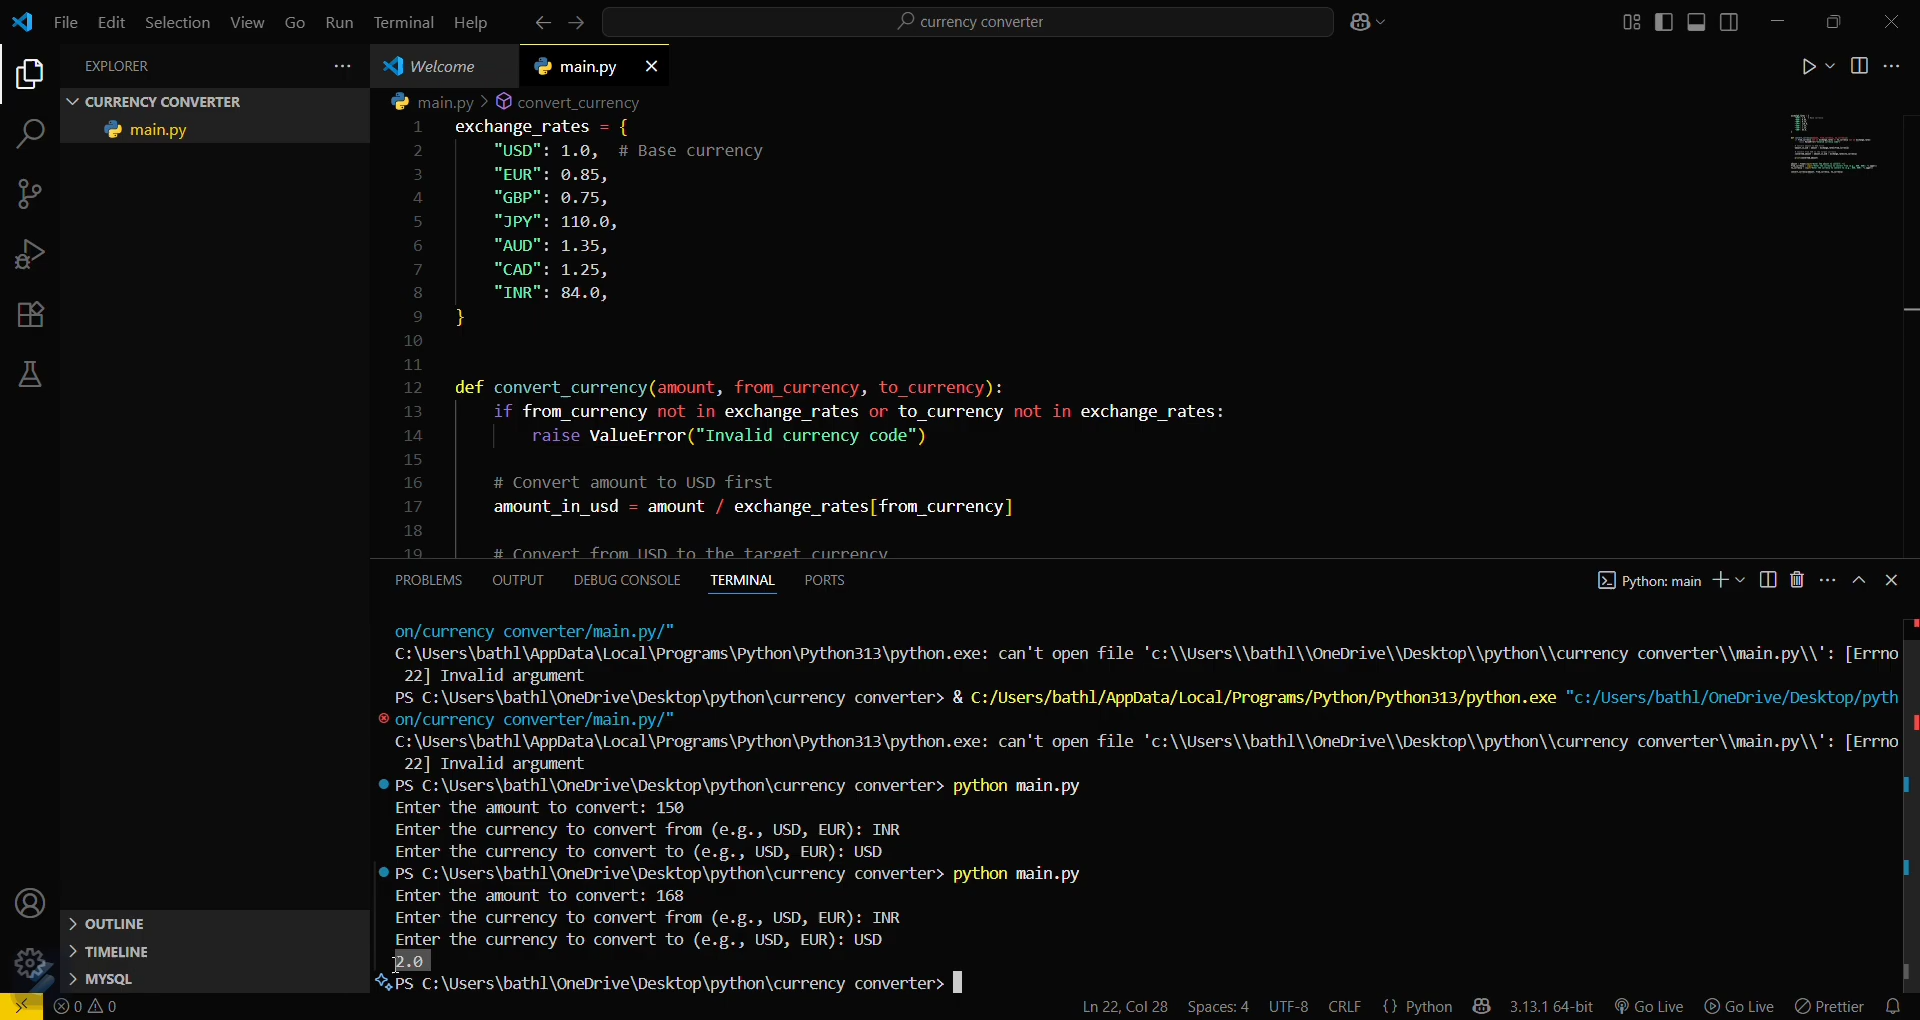 File Edit Selection View Go Run Terminal Help
currency converter
EXPLORER
CURRENCY CONVERTER
main.py
OUTLINE
TIMELINE
MYSQL
Welcome
main.py
main.py > convert_currency
1 exchange_rates = {
2 "USD": 1.0, # Base currency
3 "EUR": 0.85,
4 "GBP": 0.75,
5 "JPY": 110.0,
6 "AUD": 1.35,
7 "CAD": 1.25,
8 "INR": 84.0,
9 }
10
11
12 def convert_currency(amount, from_currency, to_currency):
13 if from_currency not in exchange_rates or to_currency not in exchange_rates:
14 raise ValueError("Invalid currency code")
15
16 # Convert amount to USD first
17 amount_in_usd = amount / exchange_rates[from_currency]
18
19 # Convert from USD to the target currency
PROBLEMS OUTPUT DEBUG CONSOLE TERMINAL PORTS
Python: main
on/currency converter/main.py/"
C:\Users\bathl\AppData\Local\Programs\Python\Python313\python.exe: can't open file 'c:\\Users\\bathl\\OneDrive\\Desktop\\python\\currency converter\\main.py\\': [Errno
22] Invalid argument
PS C:\Users\bathl\OneDrive\Desktop\python\currency converter> & C:/Users/bathl/AppData/Local/Programs/Python/Python313/python.exe "c:/Users/bathl/OneDrive/Desktop/pyth
on/currency converter/main.py/"
C:\Users\bathl\AppData\Local\Programs\Python\Python313\python.exe: can't open file 'c:\\Users\\bathl\\OneDrive\\Desktop\\python\\currency converter\\main.py\\': [Errno
22] Invalid argument
PS C:\Users\bathl\OneDrive\Desktop\python\currency converter> python main.py
Enter the amount to convert: 150
Enter the currency to convert from (e.g., USD, EUR): INR
Enter the currency to convert to (e.g., USD, EUR): USD
PS C:\Users\bathl\OneDrive\Desktop\python\currency converter> python main.py
Enter the amount to convert: 168
Enter the currency to convert from (e.g., USD, EUR): INR
Enter the currency to convert to (e.g., USD, EUR): USD
2.0
PS C:\Users\bathl\OneDrive\Desktop\python\currency converter>
0 0
Ln 22, Col 28 Spaces: 4 UTF-8 CRLF {} Python 3.13.1 64-bit Go Live Go Live Prettier